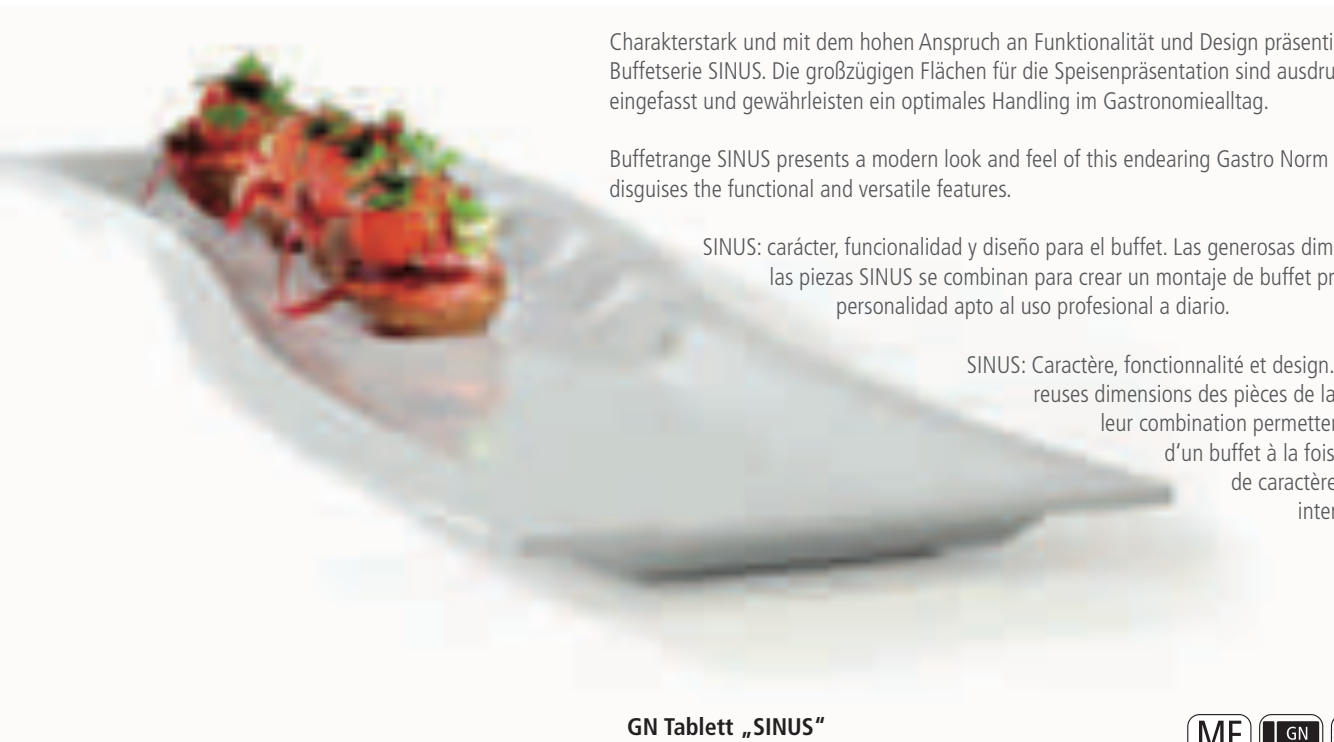 Charakterstark und mit dem hohen Anspruch an Funktionalität und Design präsenti
Buffetserie SINUS. Die großzügigen Flächen für die Speisenpräsentation sind ausdru
eingefasst und gewährleisten ein optimales Handling im Gastronomiealltag.
Buffetrange SINUS presents a modern look and feel of this endearing Gastro Norm
disguises the functional and versatile features.
SINUS: carácter, funcionalidad y diseño para el buffet. Las generosas dim
las piezas SINUS se combinan para crear un montaje de buffet pr
personalidad apto al uso profesional a diario.
SINUS: Caractère, fonctionnalité et design.
reuses dimensions des pièces de la
leur combination permetter
d'un buffet à la fois
de caractère
inter
GN Tablett „SINUS“
MF GN